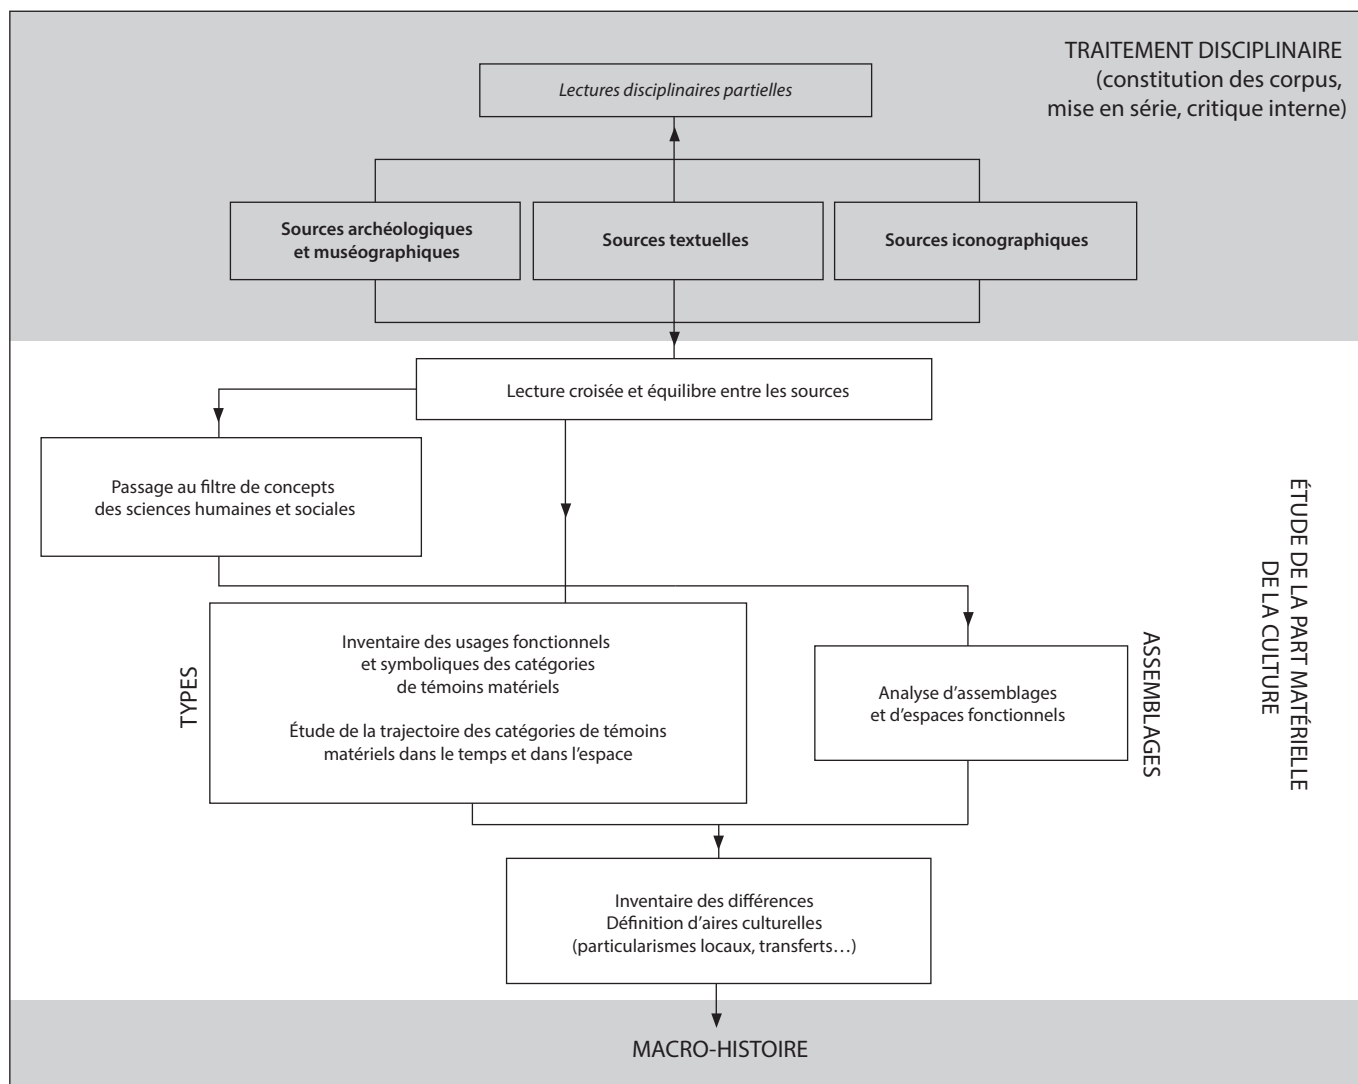 TRAITEMENT DISCIPLINAIRE
(constitution des corpus,
mise en série, critique interne)
Lectures disciplinaires partielles
Sources archéologiques
et muséographiques
Sources textuelles
Sources iconographiques
Lecture croisée et équilibre entre les sources
Passage au filtre de concepts
des sciences humaines et sociales
ÉTUDE DE LA PART MATÉRIELLE
DE LA CULTURE
TYPES
Inventaire des usages fonctionnels
et symboliques des catégories
de témoins matériels
Étude de la trajectoire des catégories de témoins
matériels dans le temps et dans l'espace
Analyse d'assemblages
et d'espaces fonctionnels
ASSEMBLAGES
Inventaire des différences
Définition d'aires culturelles
(particularismes locaux, transferts…)
MACRO-HISTOIRE